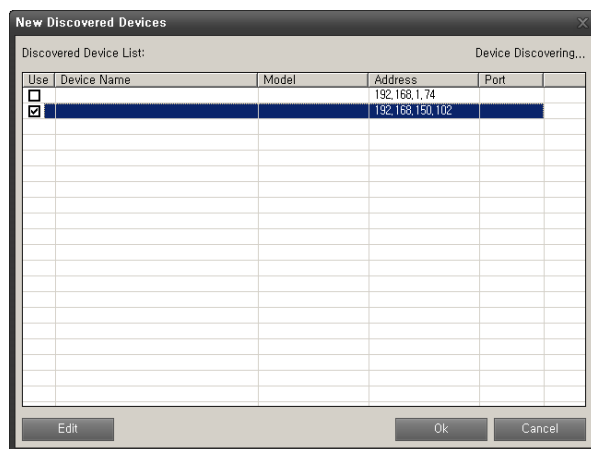 New Discovered Devices
Discovered Device List: Device Discovering...
Use Device Name Model Address Port
192,168,1,74
192,168,150,102
Edit Ok Cancel